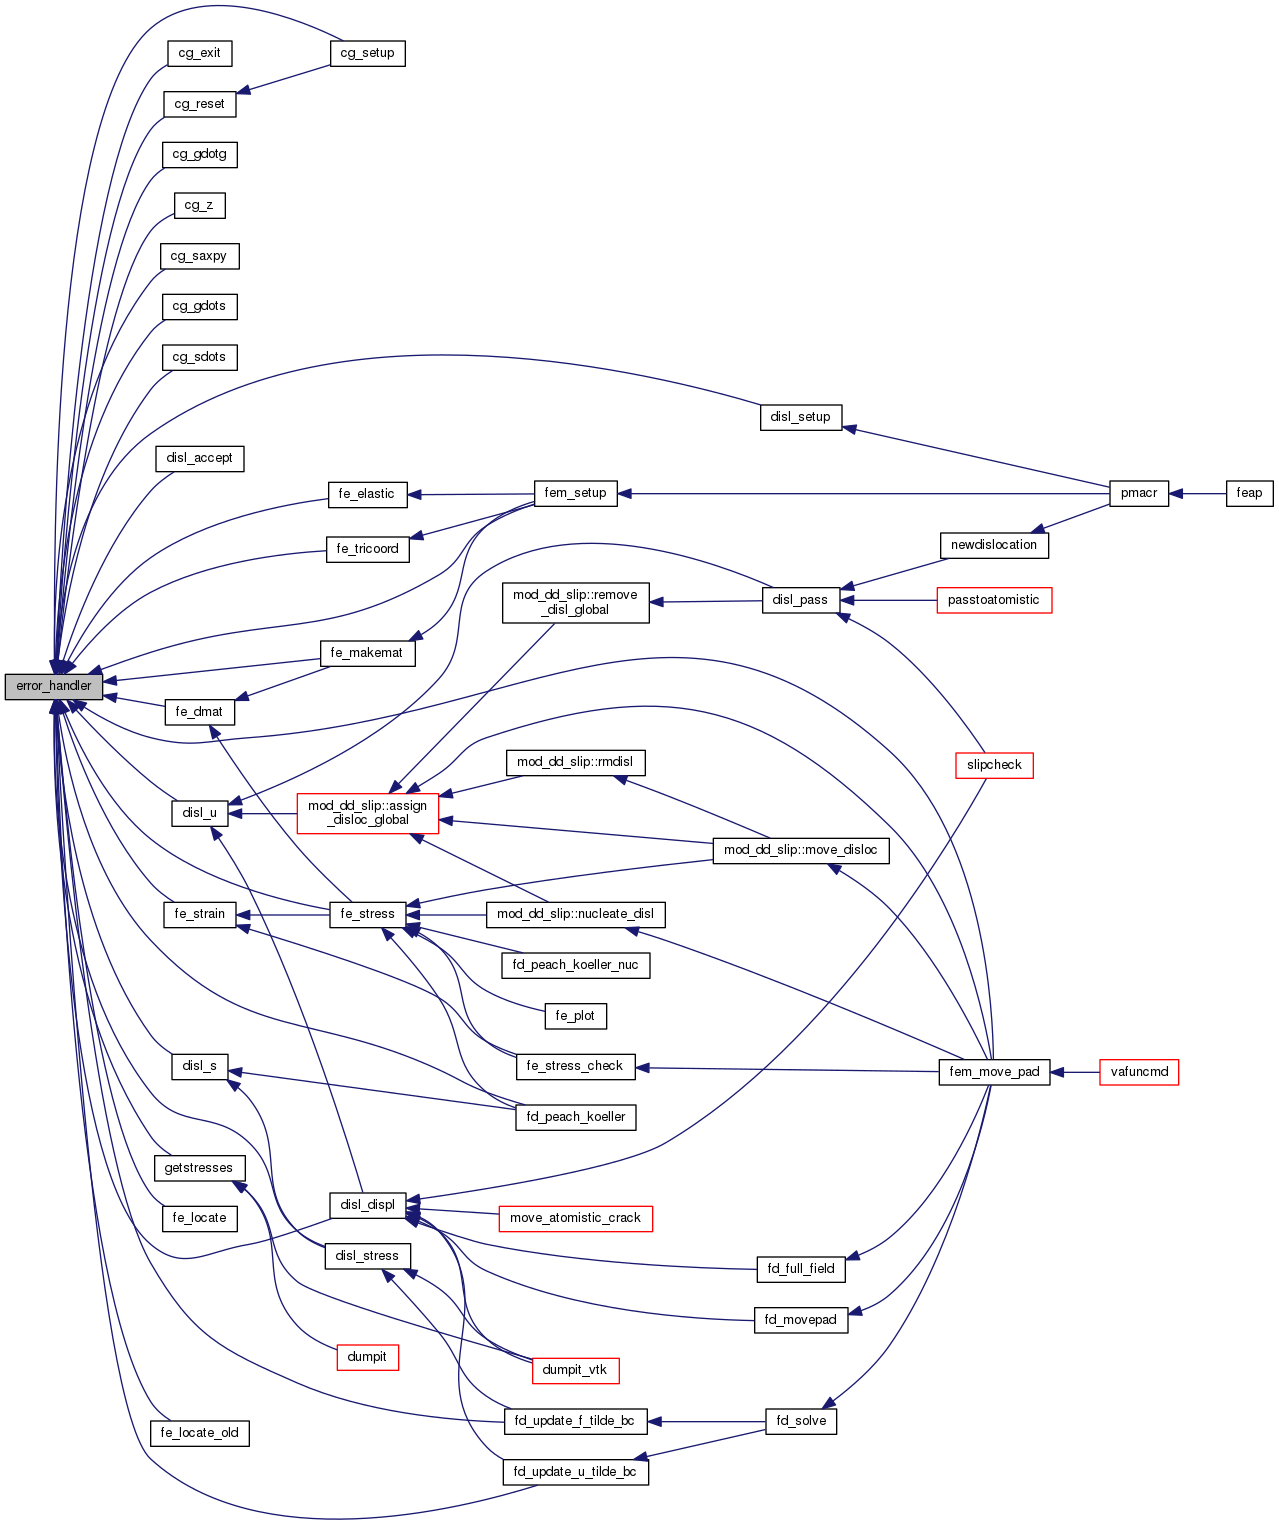 cg_setup
cg_exit
cg_reset
cg_gdotg
cg_z
cg_saxpy
cg_gdots
cg_sdots
disl_setup
disl_accept
fe_elastic
fem_setup
pmacr
feap
fe_tricoord
newdislocation
mod_dd_slip::remove
_disl_global
disl_pass
passtoatomistic
fe_makemat
error_handler
fe_dmat
mod_dd_slip::rmdisl
slipcheck
disl_u
mod_dd_slip::assign
_disloc_global
mod_dd_slip::move_disloc
fe_strain
fe_stress
mod_dd_slip::nucleate_disl
fd_peach_koeller_nuc
fe_plot
disl_s
fe_stress_check
fem_move_pad
vafuncmd
fd_peach_koeller
getstresses
disl_displ
fe_locate
move_atomistic_crack
disl_stress
fd_full_field
fd_movepad
dumpit
dumpit_vtk
fe_locate_old
fd_update_f_tilde_bc
fd_solve
fd_update_u_tilde_bc